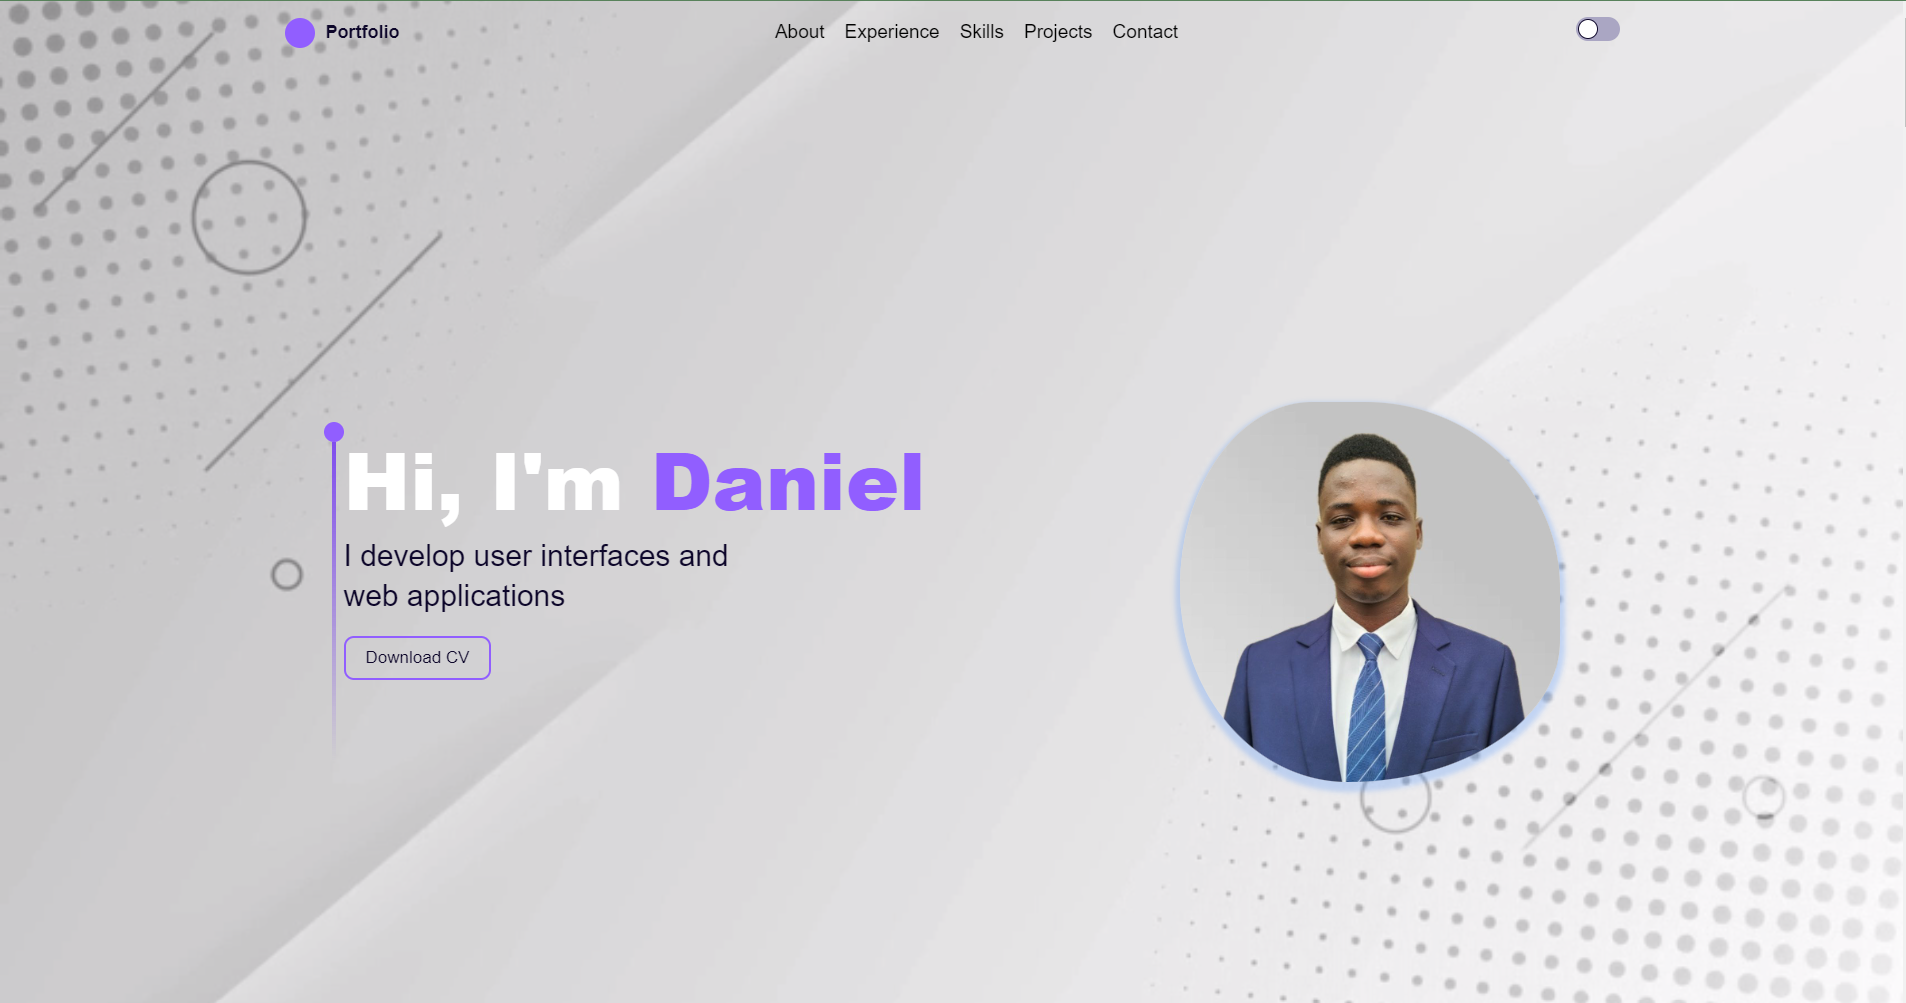 Portfolio
About Experience Skills Projects Contact
Hi, I'm Daniel
I develop user interfaces and
web applications
Download CV